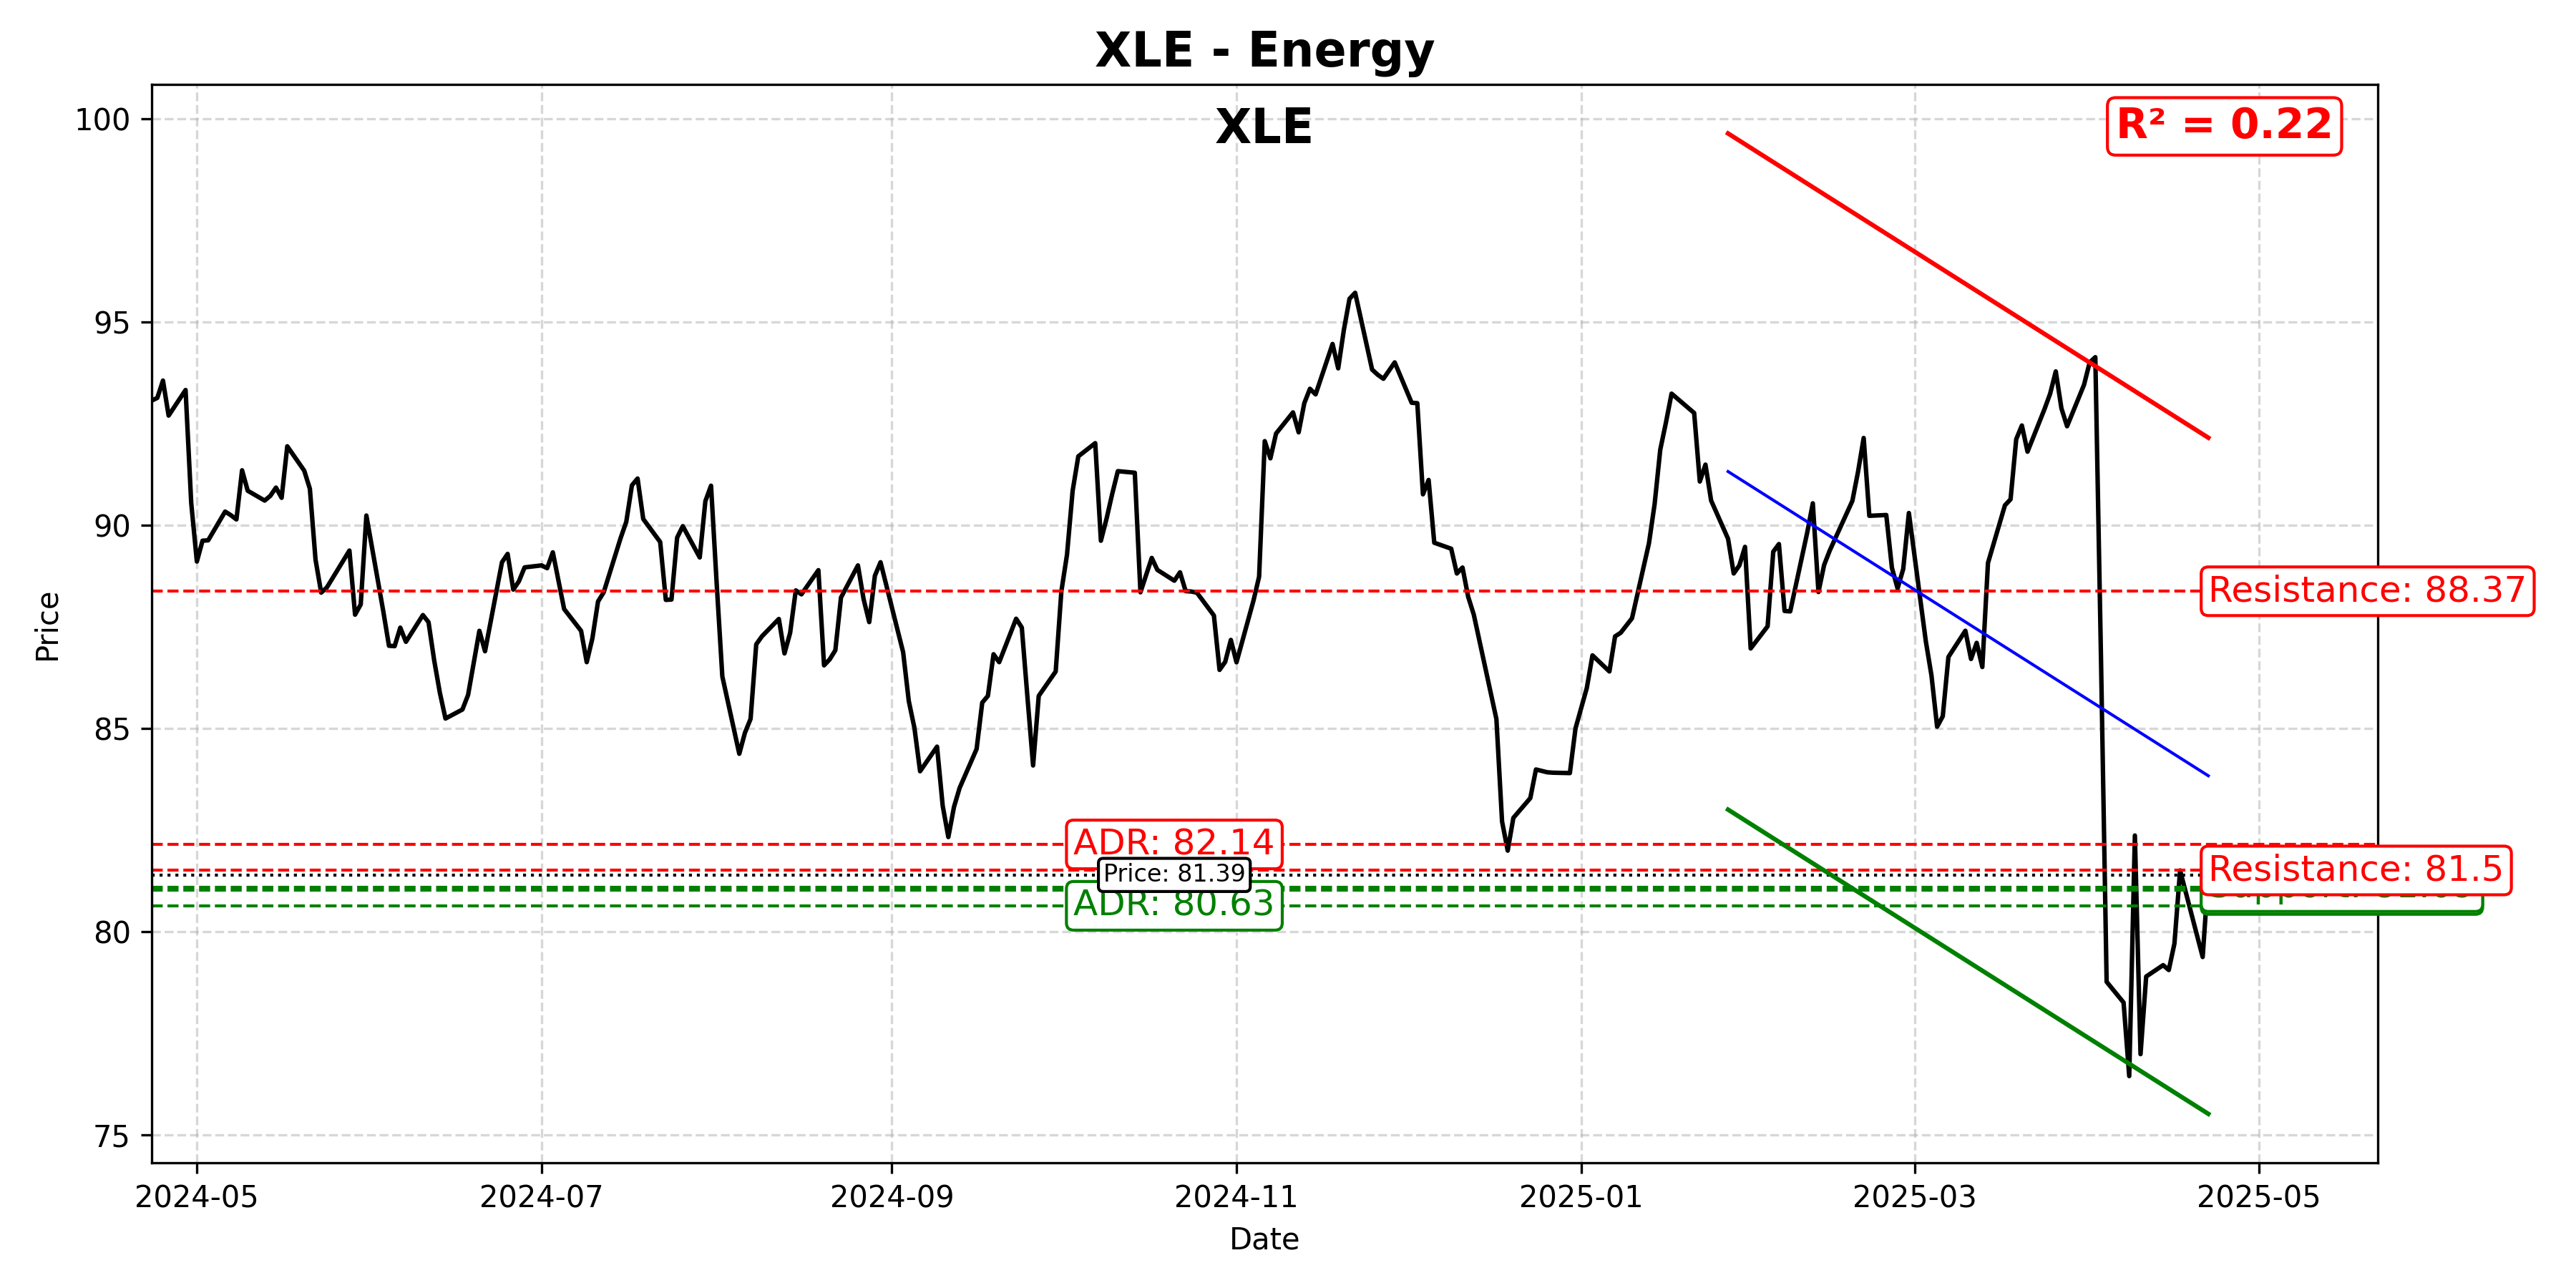 XLE - Energy
XLE
R² = 0.22
100
95
90
85
80
75
Price
Resistance: 88.37
ADR: 82.14
Price: 81.39
Resistance: 81.5
ADR: 80.63
2024-05
2024-07
2024-09
2024-11
2025-01
2025-03
2025-05
Date